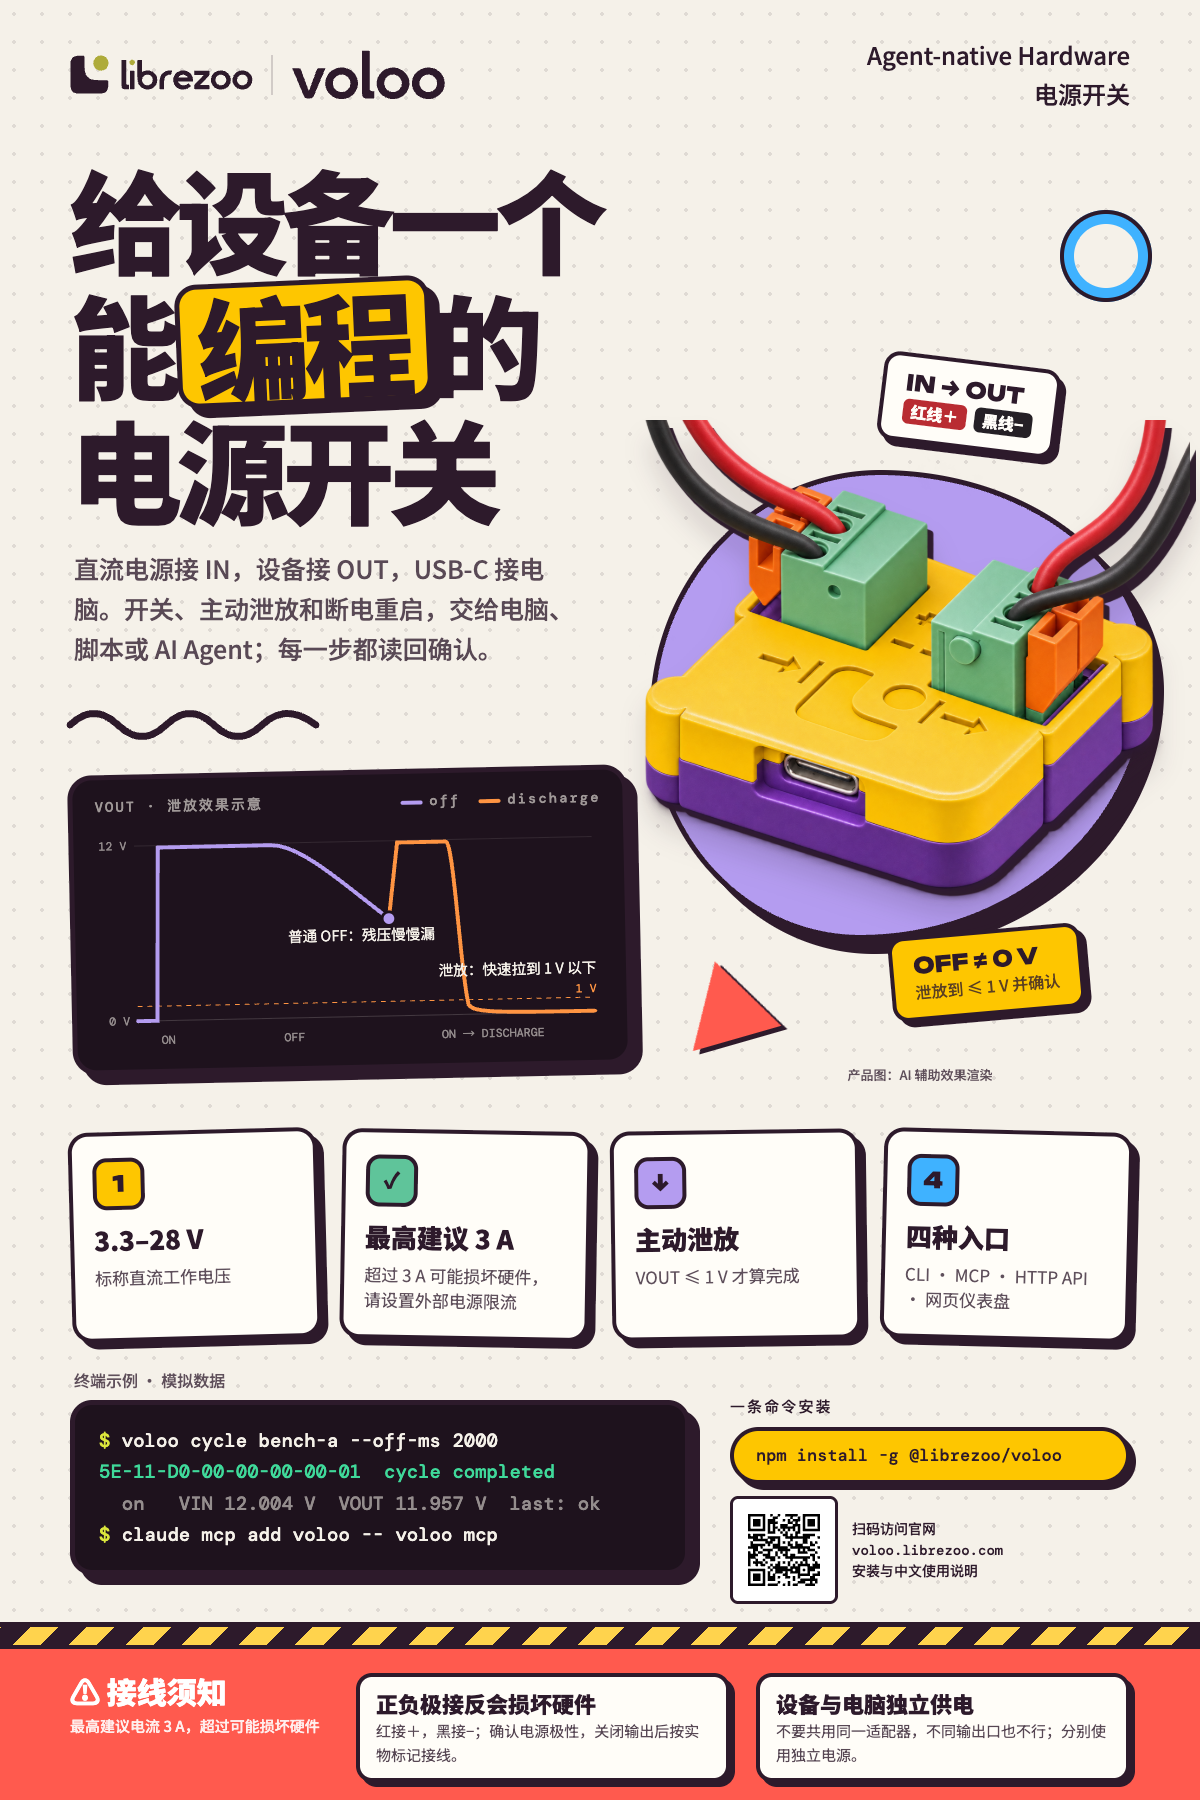 librezoo | voloo
Agent-native Hardware
电源开关
给设备一个
能编程的
电源开关
直流电源接 IN，设备接 OUT，USB-C 接电
脑。开关、主动泄放和断电重启，交给电脑、
脚本或 AI Agent；每一步都读回确认。
IN → OUT
红线＋ 黑线−
VOUT · 泄放效果示意
off discharge
12 V
普通 OFF：残压慢慢漏
泄放：快速拉到 1 V 以下
1 V
0 V
ON OFF ON → DISCHARGE
OFF ≠ 0 V
泄放到 ≤ 1 V 并确认
产品图：AI 辅助效果渲染
1
3.3–28 V
标称直流工作电压
✓
最高建议 3 A
超过 3 A 可能损坏硬件，
请设置外部电源限流
↓
主动泄放
VOUT ≤ 1 V 才算完成
4
四种入口
CLI · MCP · HTTP API
· 网页仪表盘
终端示例 · 模拟数据
$ voloo cycle bench-a --off-ms 2000
5E-11-D0-00-00-00-00-01 cycle completed
on VIN 12.004 V VOUT 11.957 V last: ok
$ claude mcp add voloo -- voloo mcp
一条命令安装
npm install -g @librezoo/voloo
扫码访问官网
voloo.librezoo.com
安装与中文使用说明
接线须知
最高建议电流 3 A，超过可能损坏硬件
正负极接反会损坏硬件
红接＋，黑接−；确认电源极性，关闭输出后按实
物标记接线。
设备与电脑独立供电
不要共用同一适配器，不同输出口也不行；分别使
用独立电源。